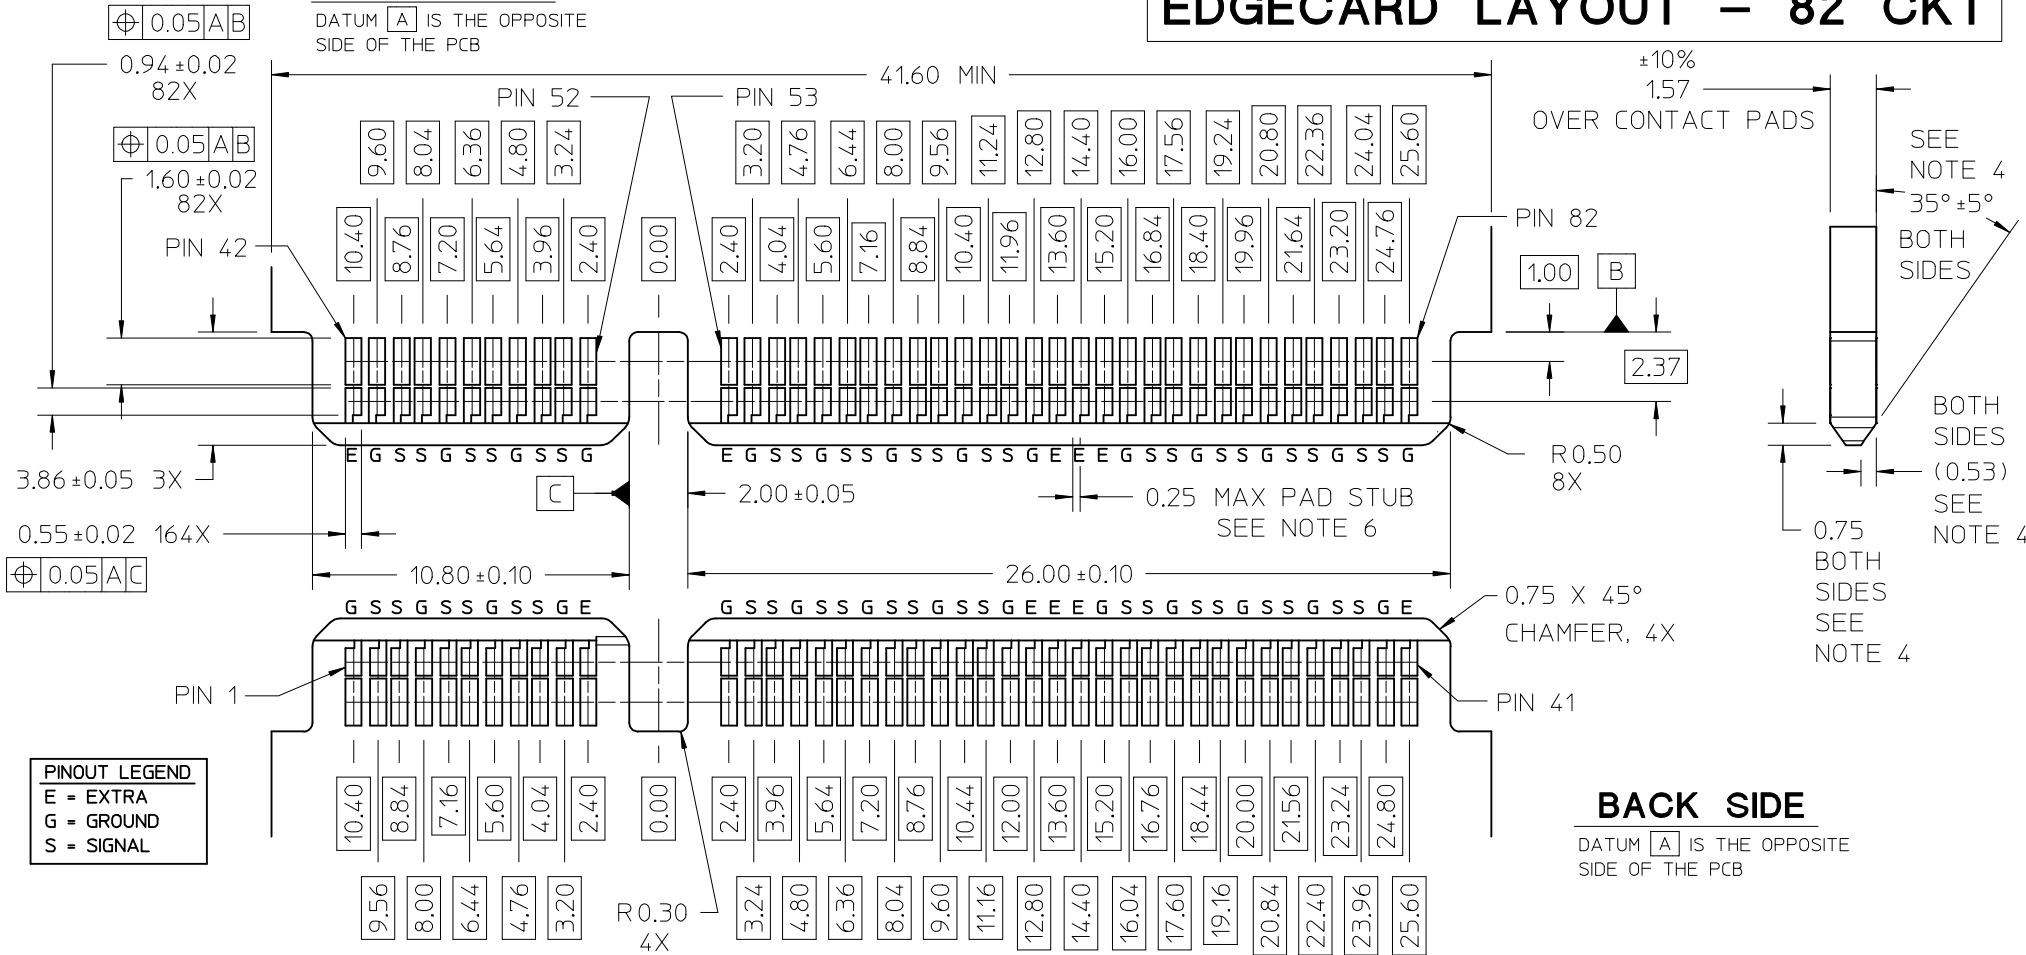 ⌖ 0.05 A B
DATUM A IS THE OPPOSITE
SIDE OF THE PCB
EDGECARD LAYOUT – 82 CKT
0.94±0.02
82X
41.60 MIN
±10%
1.57
OVER CONTACT PADS
PIN 52
PIN 53
⌖ 0.05 A B
1.60±0.02
82X
9.60 8.04 6.36 4.80 3.24
3.20 4.76 6.44 8.00 9.56 11.24 12.80 14.40 16.00 17.56 19.24 20.80 22.36 24.04 25.60
SEE
NOTE 4
35°±5°
BOTH
SIDES
PIN 42
10.40 8.76 7.20 5.64 3.96 2.40 0.00 2.40 4.04 5.60 7.16 8.84 10.40 11.96 13.60 15.20 16.84 18.40 19.96 21.64 23.20 24.76
PIN 82
1.00
B
2.37
E G S S G S S G S S G
E G S S G S S G S S G S S G E E E G S S G S S G S S G S S G
3.86±0.05 3X
C
2.00±0.05
0.25 MAX PAD STUB
SEE NOTE 6
R0.50
8X
BOTH
SIDES
(0.53)
SEE
NOTE 4
0.55±0.02 164X
⌖ 0.05 A C
10.80±0.10
26.00±0.10
0.75
BOTH
SIDES
SEE
NOTE 4
G S S G S S G S S G E
G S S G S S G S S G S S G E E E G S S G S S G S S G S S G E
0.75 X 45°
CHAMFER, 4X
PIN 1
PIN 41
PINOUT LEGEND
E = EXTRA
G = GROUND
S = SIGNAL
10.40 8.84 7.16 5.60 4.04 2.40 0.00 2.40 3.96 5.64 7.20 8.76 10.44 12.00 13.60 15.20 16.76 18.44 20.00 21.56 23.24 24.80
9.56 8.00 6.44 4.76 3.20
R0.30
4X
3.24 4.80 6.36 8.04 9.60 11.16 12.80 14.40 16.04 17.60 19.16 20.84 22.40 23.96 25.60
BACK SIDE
DATUM A IS THE OPPOSITE
SIDE OF THE PCB